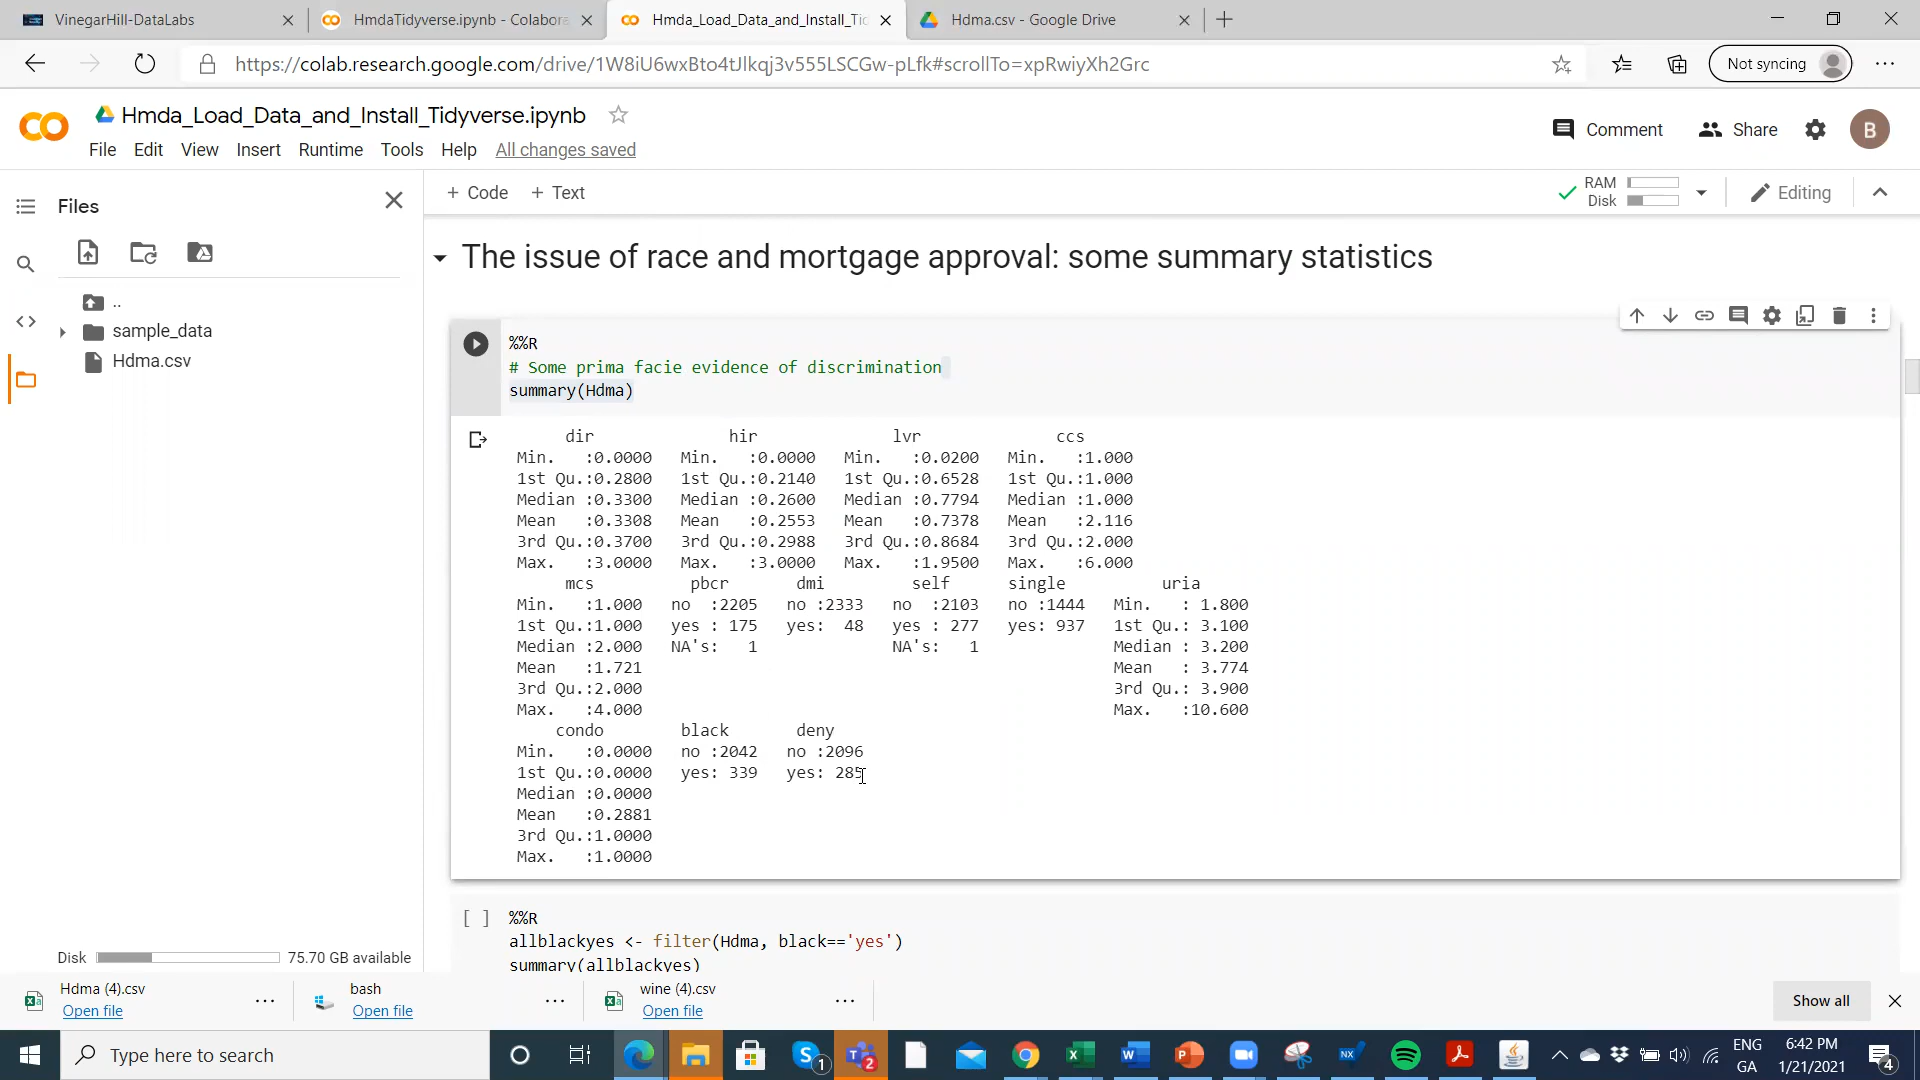 VinegarHill-DataLabs
HmdaTidyverse.ipynb - Colabora
Hmda_Load_Data_and_Install_Tid
Hdma.csv - Google Drive
https://colab.research.google.com/drive/1W8iU6wxBto4tJlkqj3v555LSCGw-pLfk#scrollTo=xpRwiyXh2Grc
Not syncing
Hmda_Load_Data_and_Install_Tidyverse.ipynb
Comment
Share
B
File Edit View Insert Runtime Tools Help All changes saved
Files
+ Code + Text
RAM
Disk
Editing
The issue of race and mortgage approval: some summary statistics
..
sample_data
Hdma.csv
%%R
# Some prima facie evidence of discrimination
summary(Hdma)
dir hir lvr ccs
Min. :0.0000 Min. :0.0000 Min. :0.0200 Min. :1.000
1st Qu.:0.2800 1st Qu.:0.2140 1st Qu.:0.6528 1st Qu.:1.000
Median :0.3300 Median :0.2600 Median :0.7794 Median :1.000
Mean :0.3308 Mean :0.2553 Mean :0.7378 Mean :2.116
3rd Qu.:0.3700 3rd Qu.:0.2988 3rd Qu.:0.8684 3rd Qu.:2.000
Max. :3.0000 Max. :3.0000 Max. :1.9500 Max. :6.000
mcs pbcr dmi self single uria
Min. :1.000 no :2205 no :2333 no :2103 no :1444 Min. : 1.800
1st Qu.:1.000 yes : 175 yes: 48 yes : 277 yes: 937 1st Qu.: 3.100
Median :2.000 NA's: 1 NA's: 1 Median : 3.200
Mean :1.721 Mean : 3.774
3rd Qu.:2.000 3rd Qu.: 3.900
Max. :4.000 Max. :10.600
condo black deny
Min. :0.0000 no :2042 no :2096
1st Qu.:0.0000 yes: 339 yes: 285
Median :0.0000
Mean :0.2881
3rd Qu.:1.0000
Max. :1.0000
[ ] %%R
allblackyes <- filter(Hdma, black=='yes')
summary(allblackyes)
Disk 75.70 GB available
Hdma (4).csv
Open file
bash
Open file
wine (4).csv
Open file
Show all
Type here to search
1
2
ENG
GA
6:42 PM
1/21/2021
4